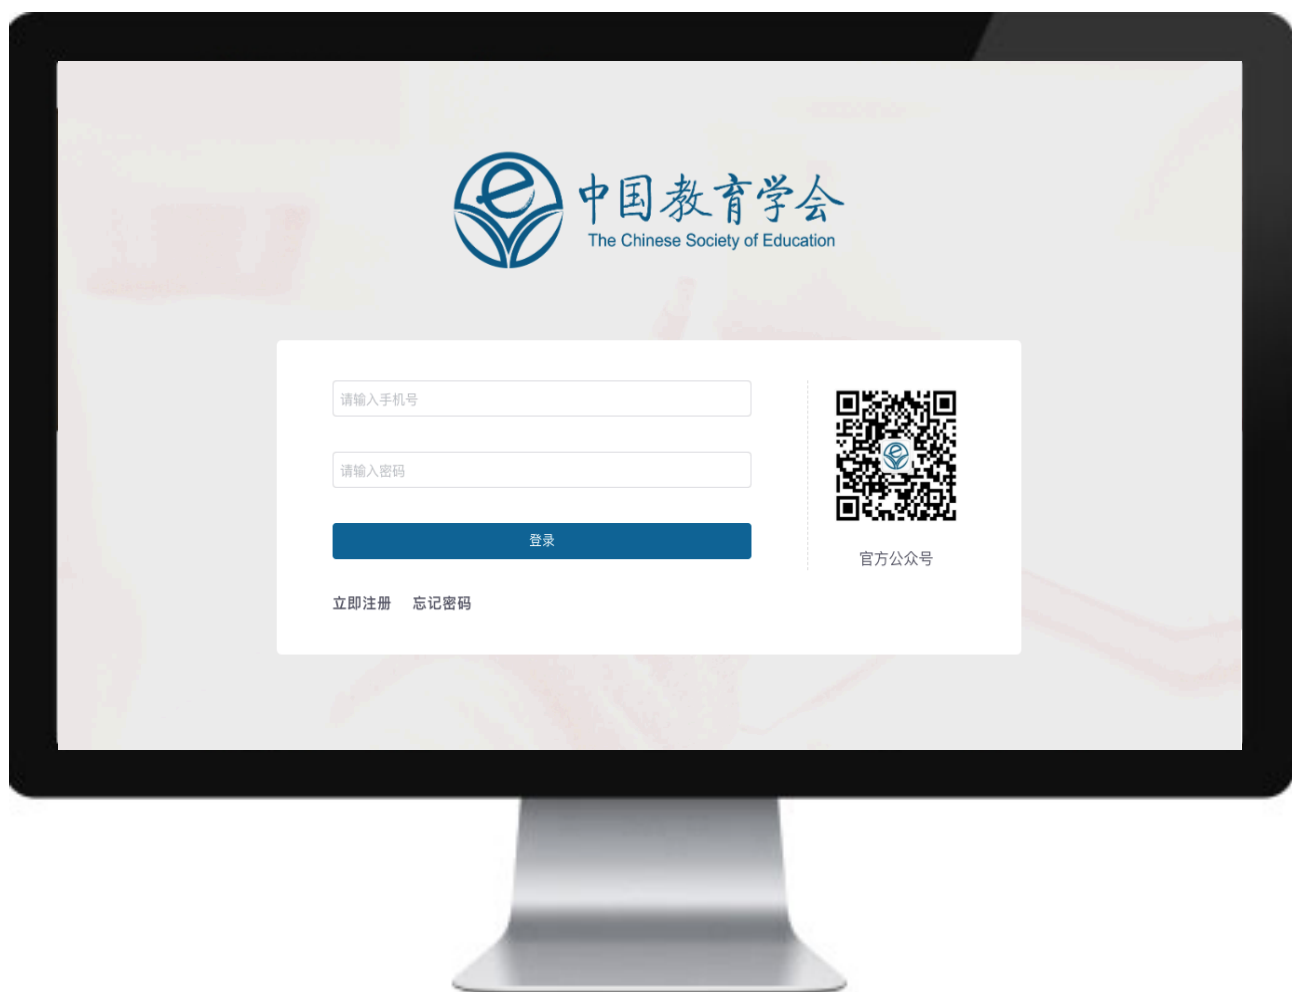 中国教育学会
The Chinese Society of Education
请输入手机号
请输入密码
登录
立即注册 忘记密码
官方公众号